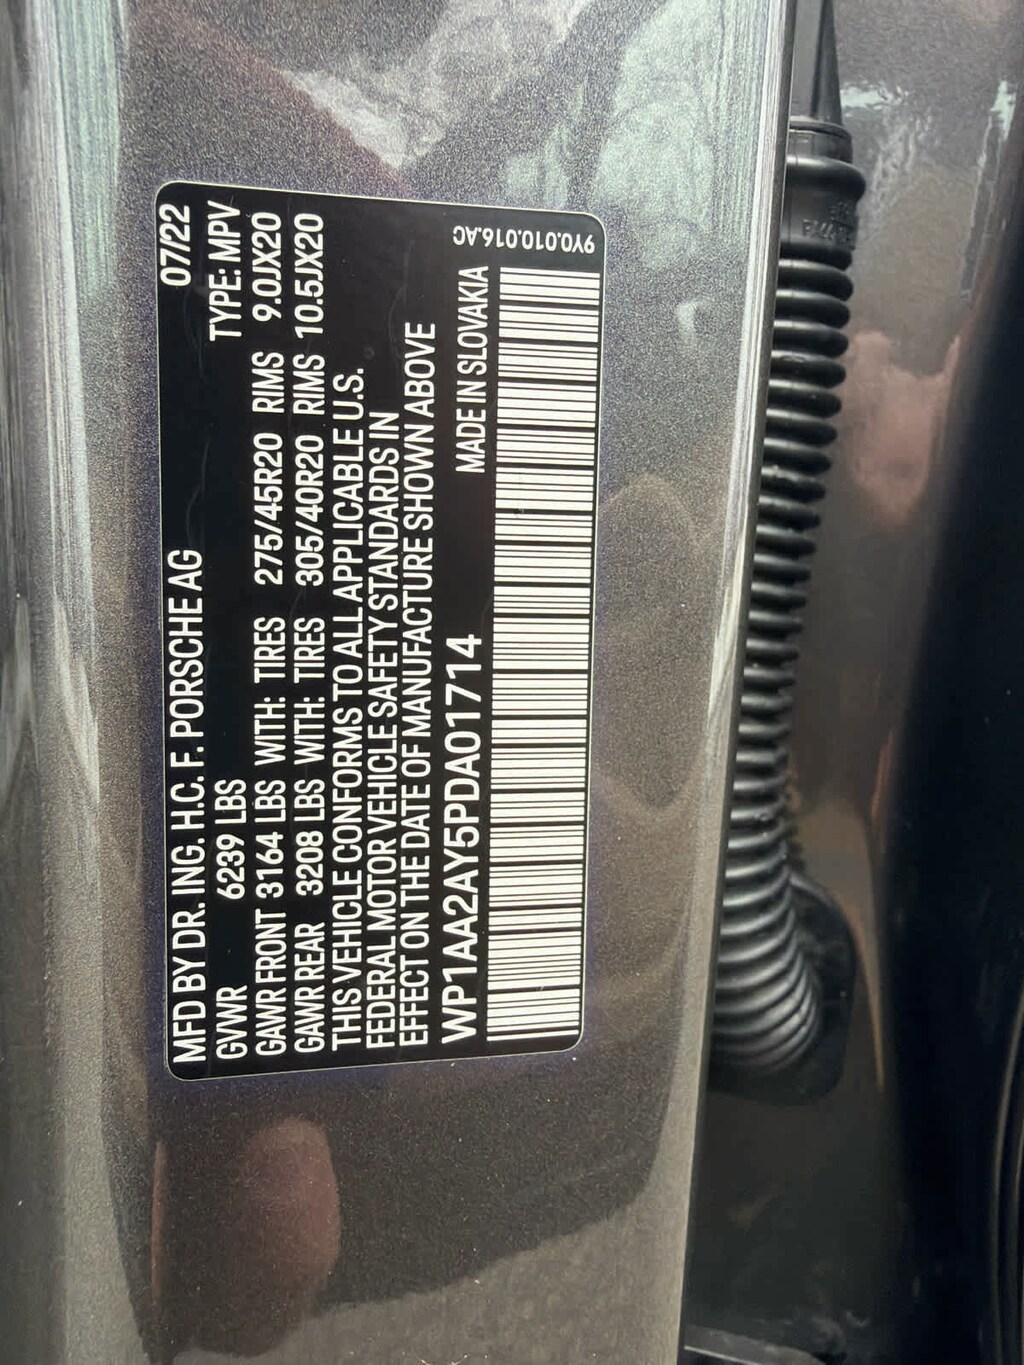 MFD BY DR. ING. H.C. F. PORSCHE AG 07/22
GVWR 6239 LBS TYPE: MPV
GAWR FRONT 3164 LBS WITH: TIRES 275/45R20 RIMS 9.0JX20
GAWR REAR 3208 LBS WITH: TIRES 305/40R20 RIMS 10.5JX20
THIS VEHICLE CONFORMS TO ALL APPLICABLE U.S.
FEDERAL MOTOR VEHICLE SAFETY STANDARDS IN
EFFECT ON THE DATE OF MANUFACTURE SHOWN ABOVE
WP1AA2AY5PDA01714 MADE IN SLOVAKIA
9Y0.010.016.AC